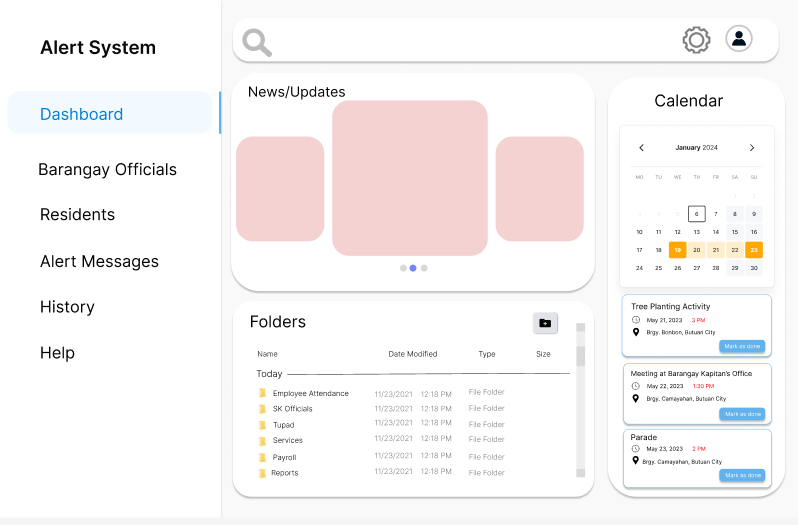 Alert System
Dashboard
Barangay Officials
Residents
Alert Messages
History
Help
News/Updates
Folders
Name Date Modified Type Size
Today
Employee Attendance 11/23/2021 12:18 PM File Folder
SK Officials 11/23/2021 12:18 PM File Folder
Tupad 11/23/2021 12:18 PM File Folder
Services 11/23/2021 12:18 PM File Folder
Payroll 11/23/2021 12:18 PM File Folder
Reports 11/23/2021 12:18 PM File Folder
Calendar
January 2024
MO TU WE TH FR SA SU
6 7 8 9
10 11 12 13 14 15 16
17 18 19 20 21 22 23
24 25 26 27 28 29 30
Tree Planting Activity
May 21, 2023 3 PM
Brgy. Bonbon, Butuan City
Mark as done
Meeting at Barangay Kapitan's Office
May 22, 2023 1:30 PM
Brgy. Camayahan, Butuan City
Mark as done
Parade
May 23, 2023 2 PM
Brgy. Camayahan, Butuan City
Mark as done